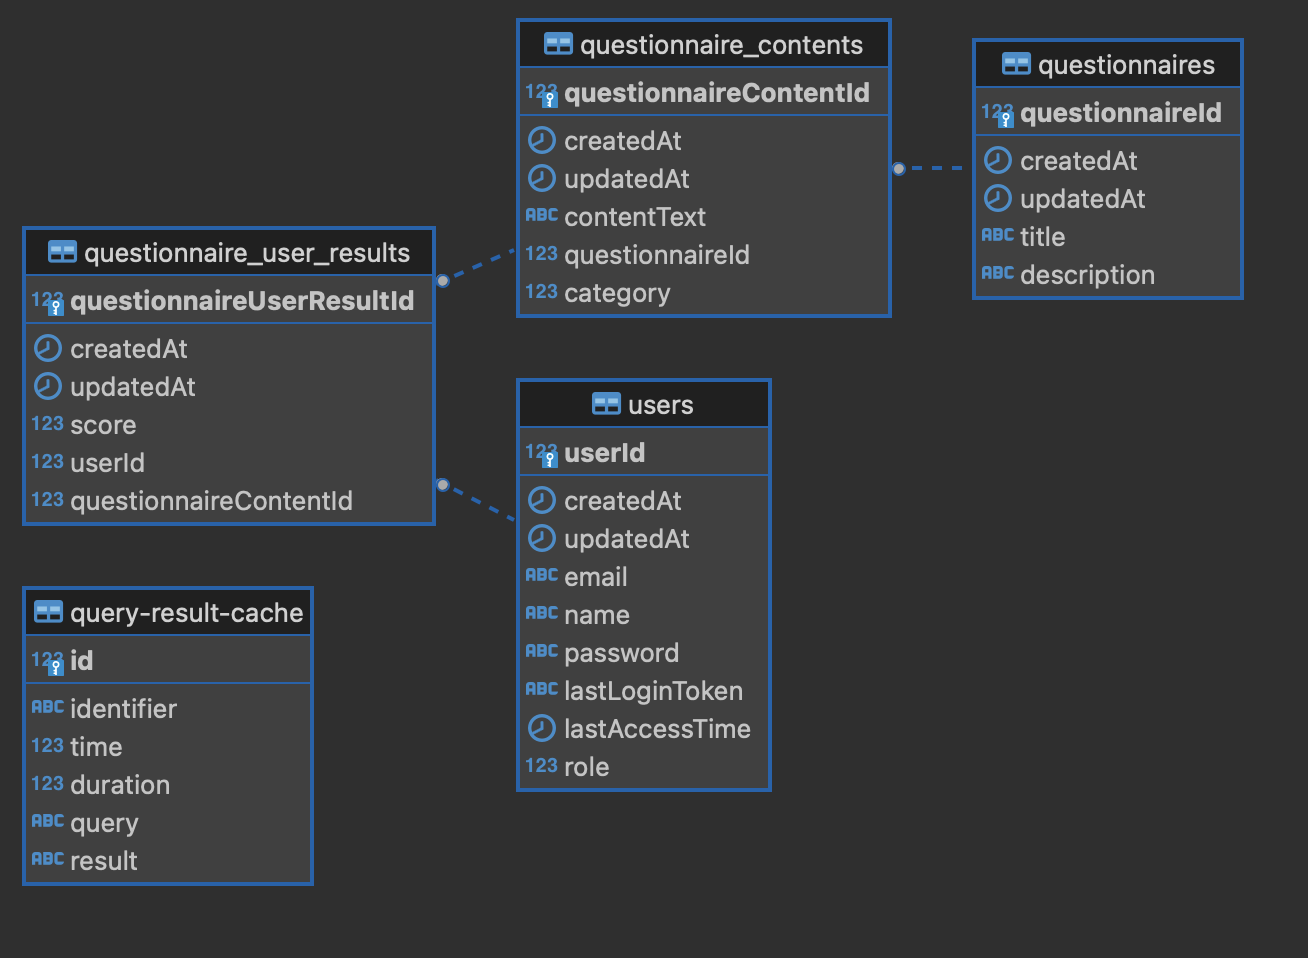 questionnaire_contents
123 questionnaireContentId
createdAt
updatedAt
ABC contentText
123 questionnaireId
123 category
questionnaires
123 questionnaireId
createdAt
updatedAt
ABC title
ABC description
questionnaire_user_results
123 questionnaireUserResultId
createdAt
updatedAt
123 score
123 userId
123 questionnaireContentId
users
123 userId
createdAt
updatedAt
ABC email
ABC name
ABC password
ABC lastLoginToken
lastAccessTime
123 role
query-result-cache
123 id
ABC identifier
123 time
123 duration
ABC query
ABC result